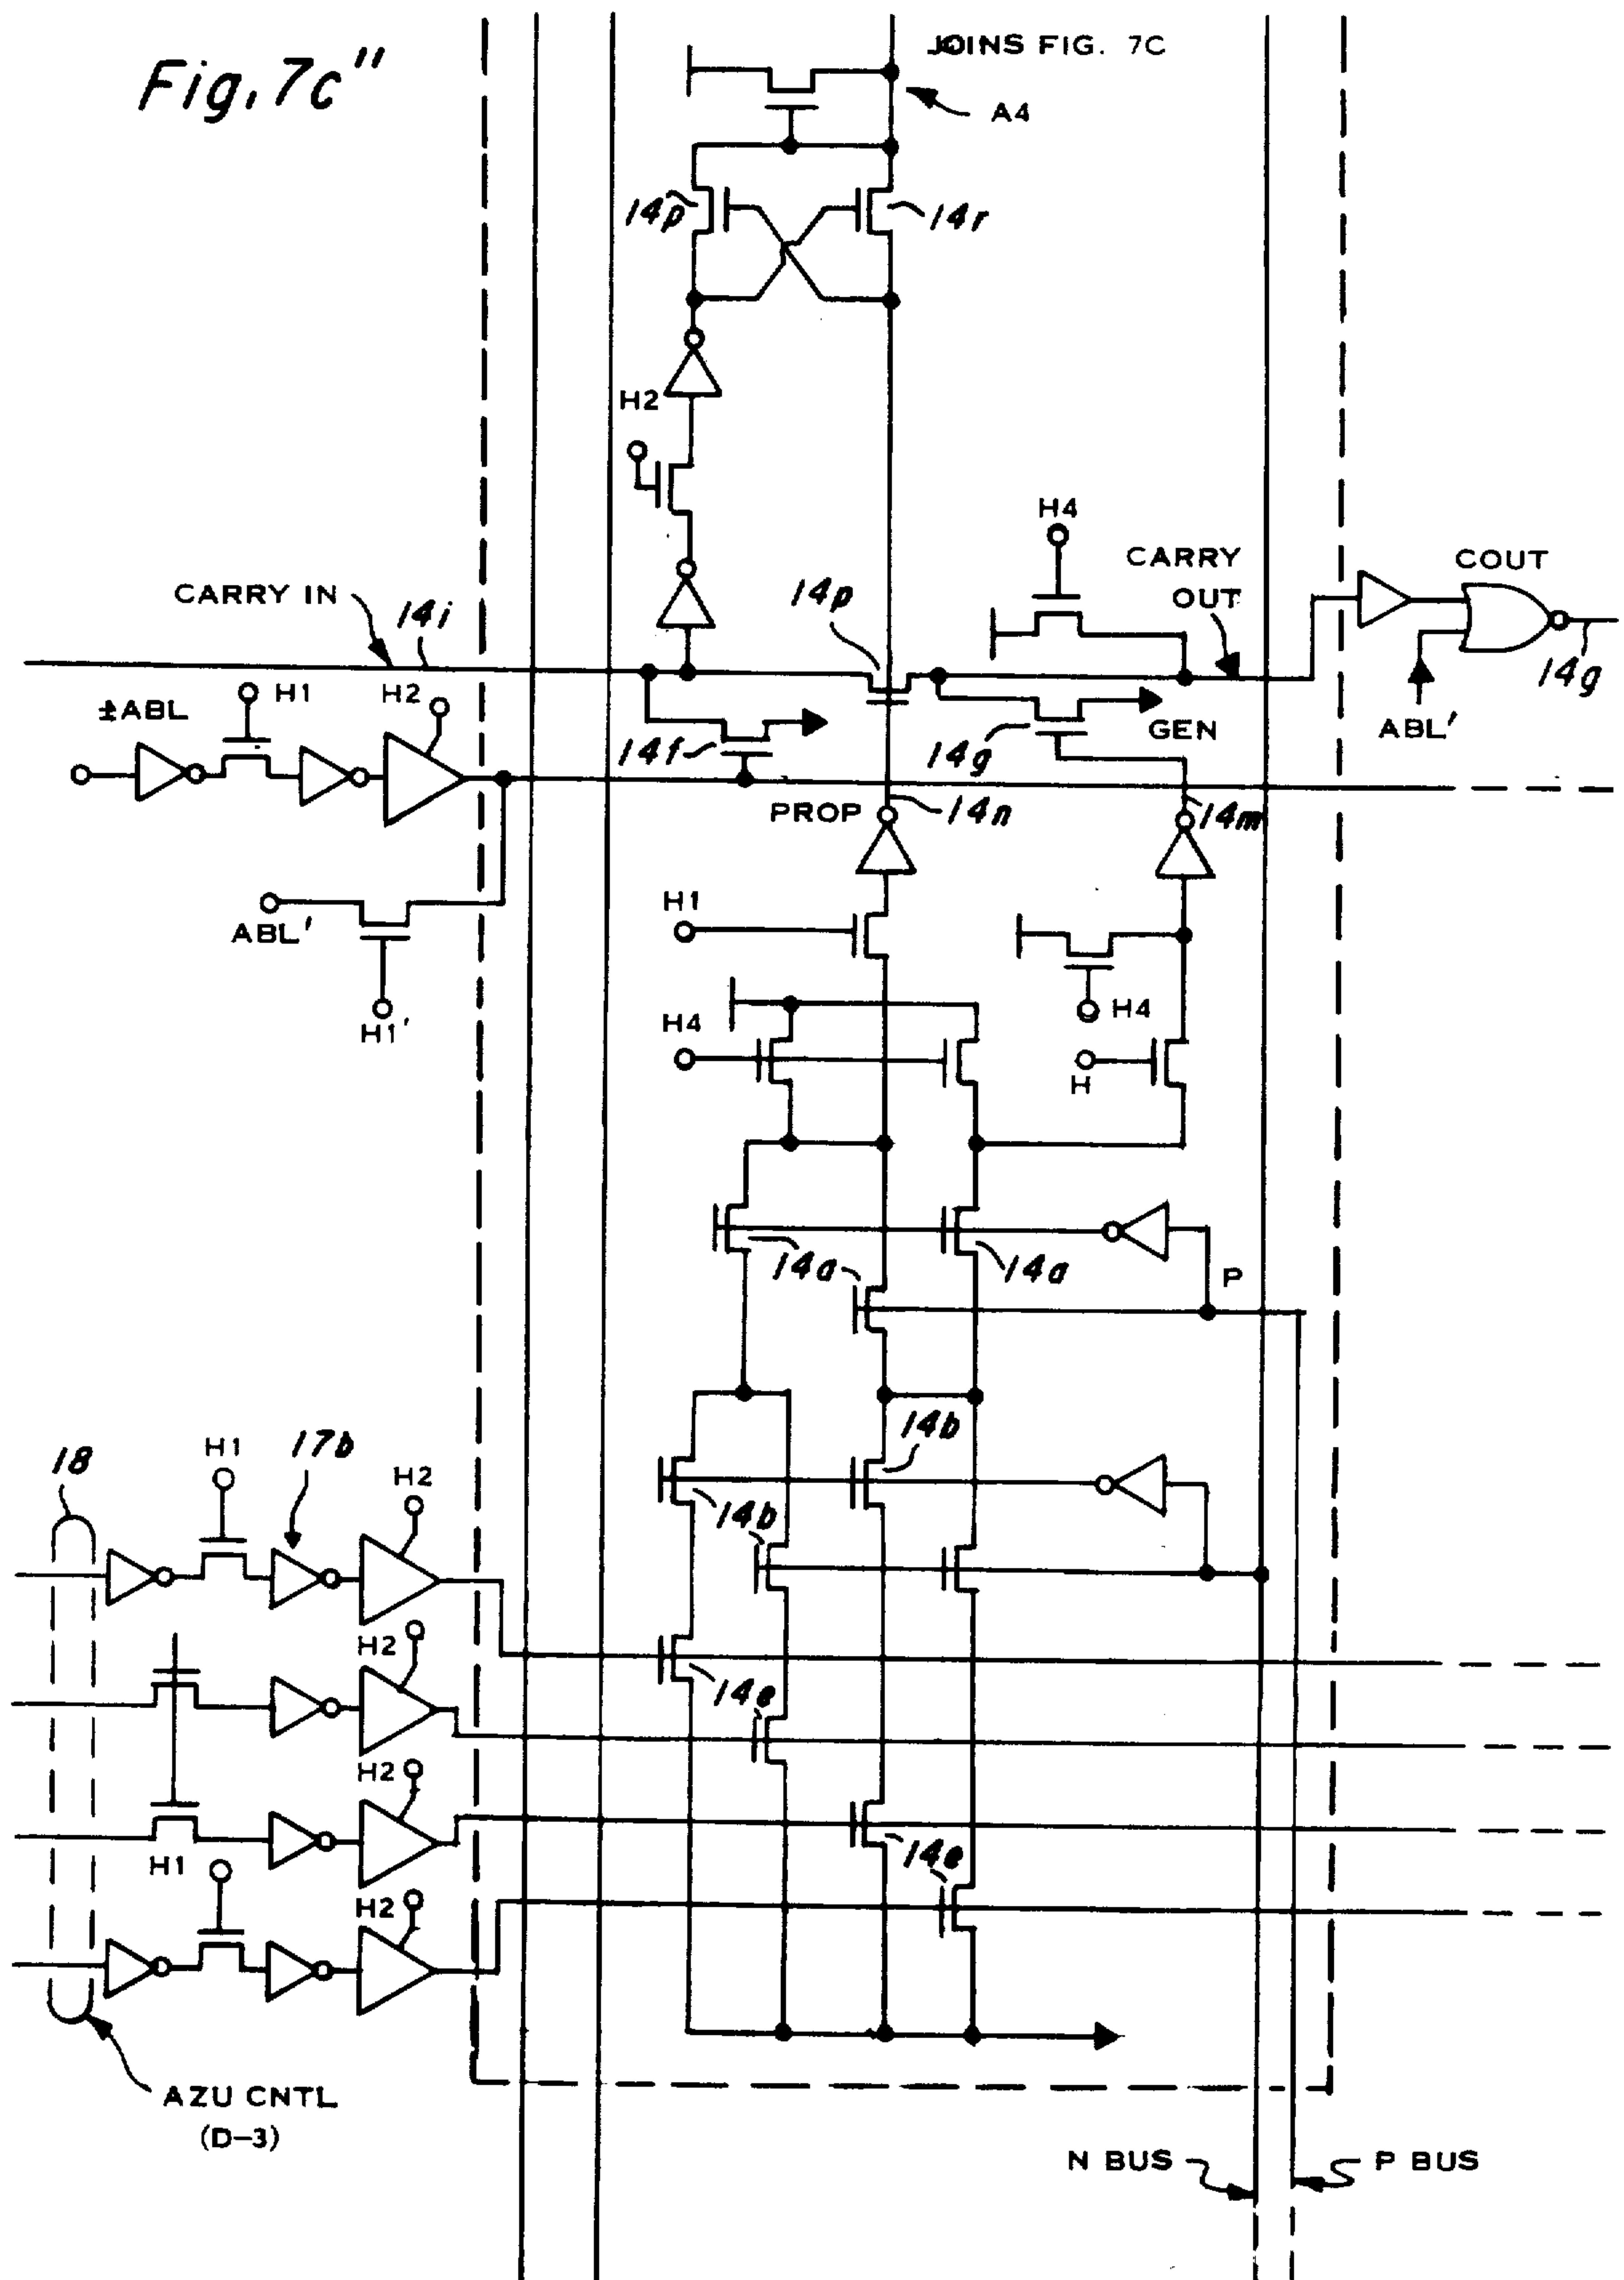 Fig. 7c"
JOINS FIG. 7C
A4
14p
14r
H2
H4
CARRY
OUT
COUT
CARRY IN
14i
14p
14g
±ABL
H1
H2
14f
14g
GEN
ABL'
PROP
14n
14m
ABL'
H1
H1'
H4
H4
H
14a
14a
P
18
H1
17b
H2
14b
14b
14b
H2
14e
H2
H1
14e
H2
AZU CNTL
(D-3)
N BUS
P BUS